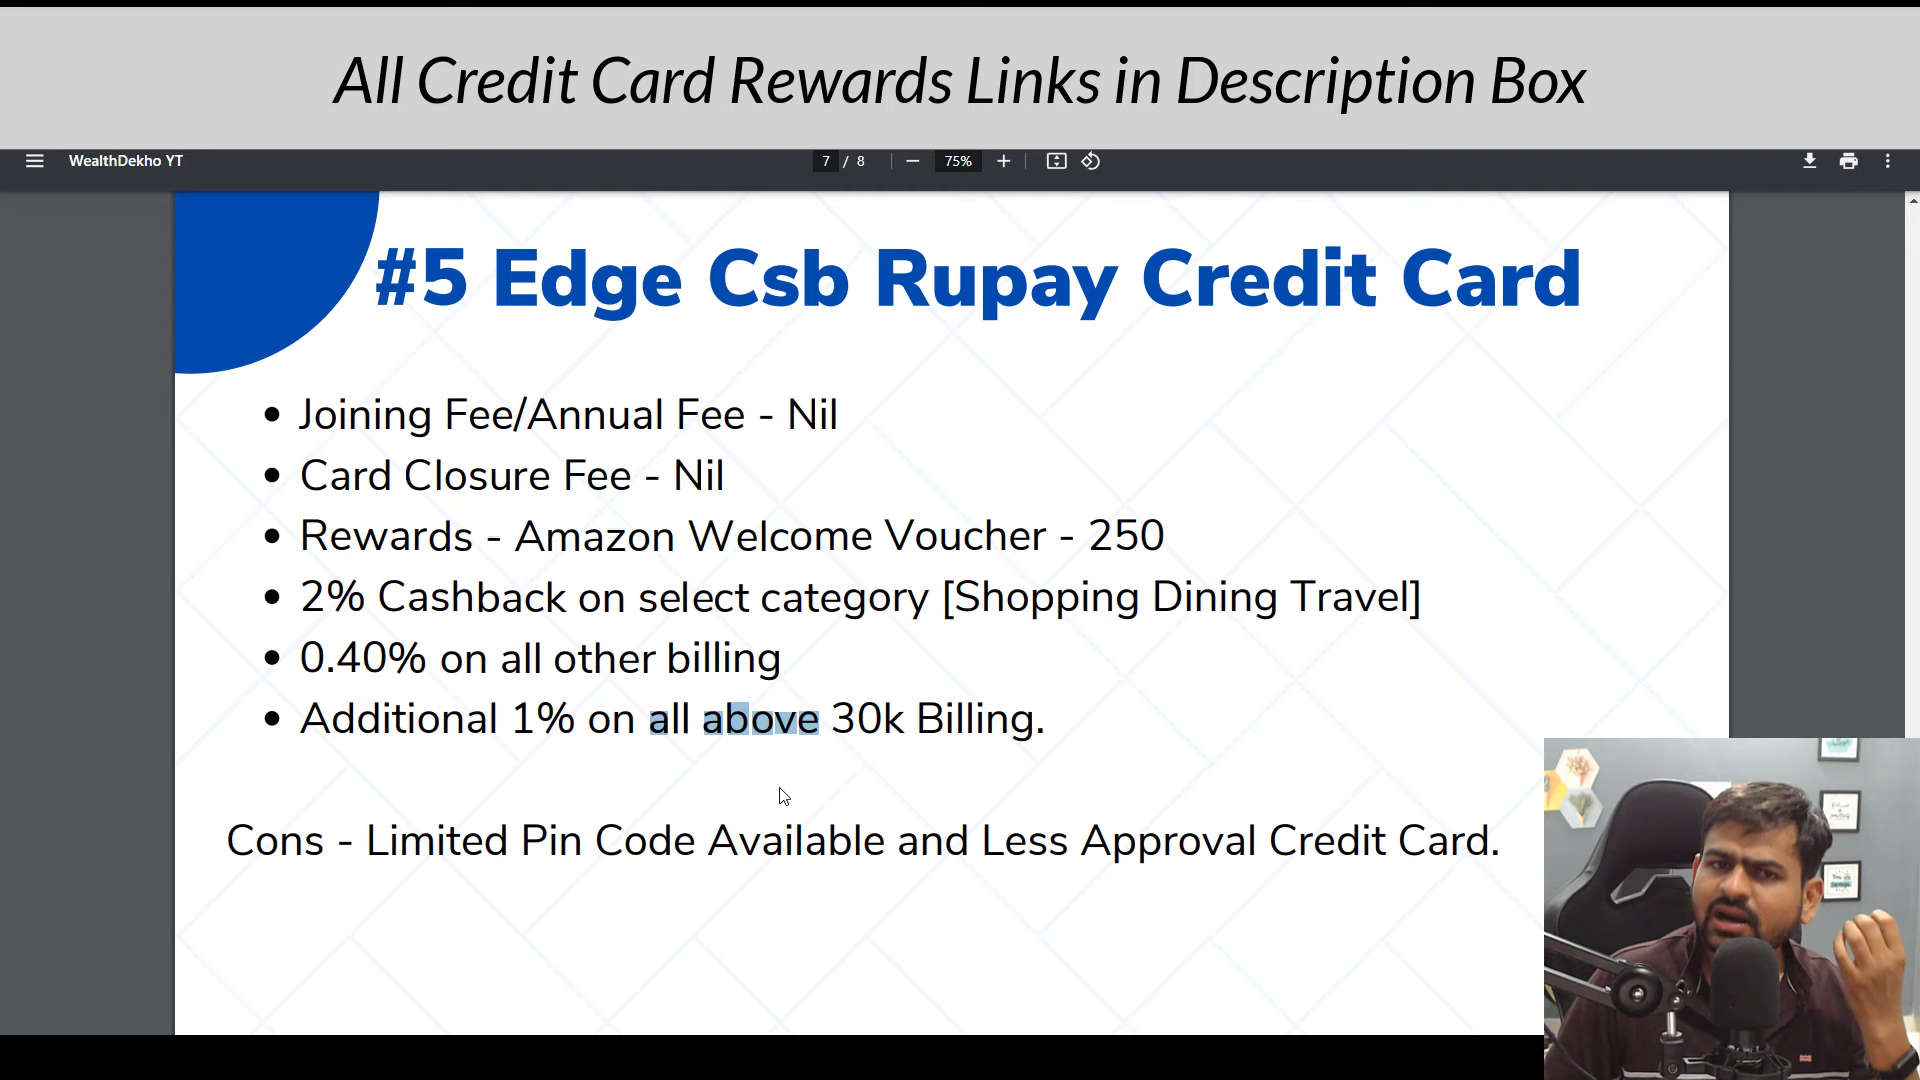 All Credit Card Rewards Links in Description Box
WealthDekho YT
7 / 8
75%
#5 Edge Csb Rupay Credit Card
• Joining Fee/Annual Fee - Nil
• Card Closure Fee - Nil
• Rewards - Amazon Welcome Voucher - 250
• 2% Cashback on select category [Shopping Dining Travel]
• 0.40% on all other billing
• Additional 1% on all above 30k Billing.
Cons - Limited Pin Code Available and Less Approval Credit Card.